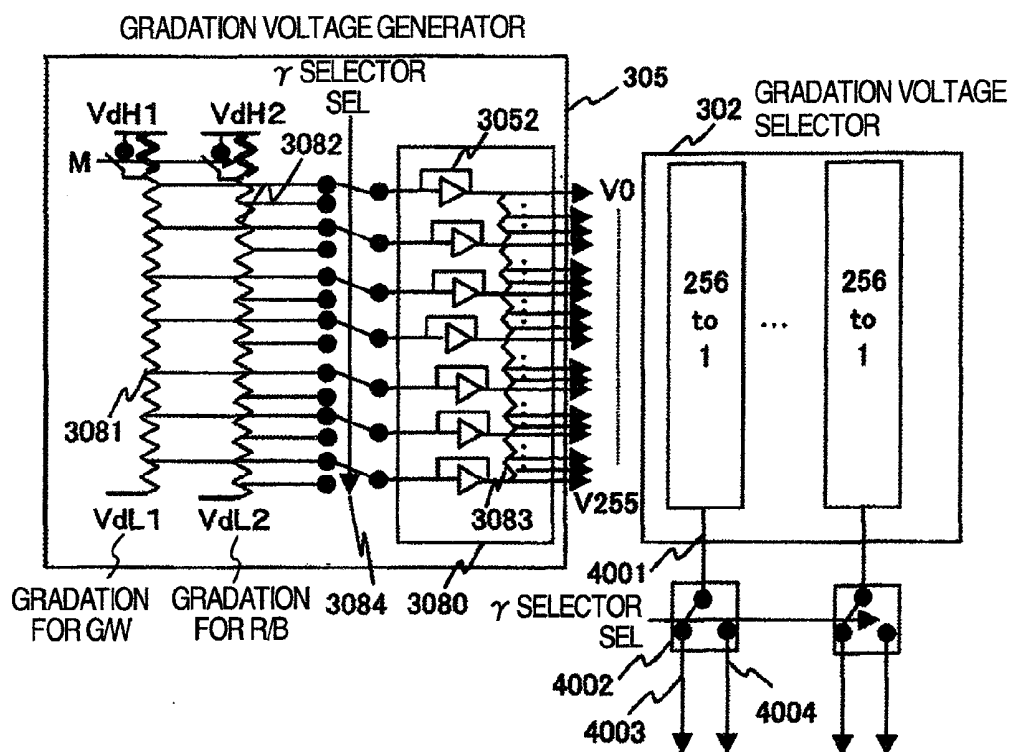 GRADATION VOLTAGE GENERATOR
γ SELECTOR
SEL
305
VdH1
VdH2
3082
3052
302
GRADATION VOLTAGE
SELECTOR
M
V0
256
to
1
...
256
to
1
3081
VdL1
VdL2
3083
V255
4001
GRADATION
FOR G/W
GRADATION
FOR R/B
3084
3080
γ SELECTOR
SEL
4002
4003
4004